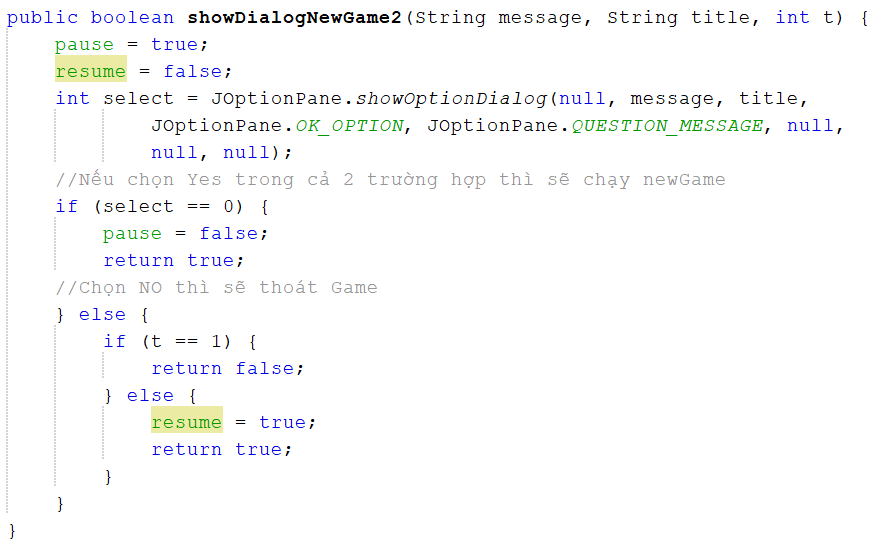 public boolean showDialogNewGame2(String message, String title, int t) {
    pause = true;
    resume = false;
    int select = JOptionPane.showOptionDialog(null, message, title,
            JOptionPane.OK_OPTION, JOptionPane.QUESTION_MESSAGE, null,
            null, null);
    //Nếu chọn Yes trong cả 2 trường hợp thì sẽ chạy newGame
    if (select == 0) {
        pause = false;
        return true;
    //Chọn NO thì sẽ thoát Game
    } else {
        if (t == 1) {
            return false;
        } else {
            resume = true;
            return true;
        }
    }
}